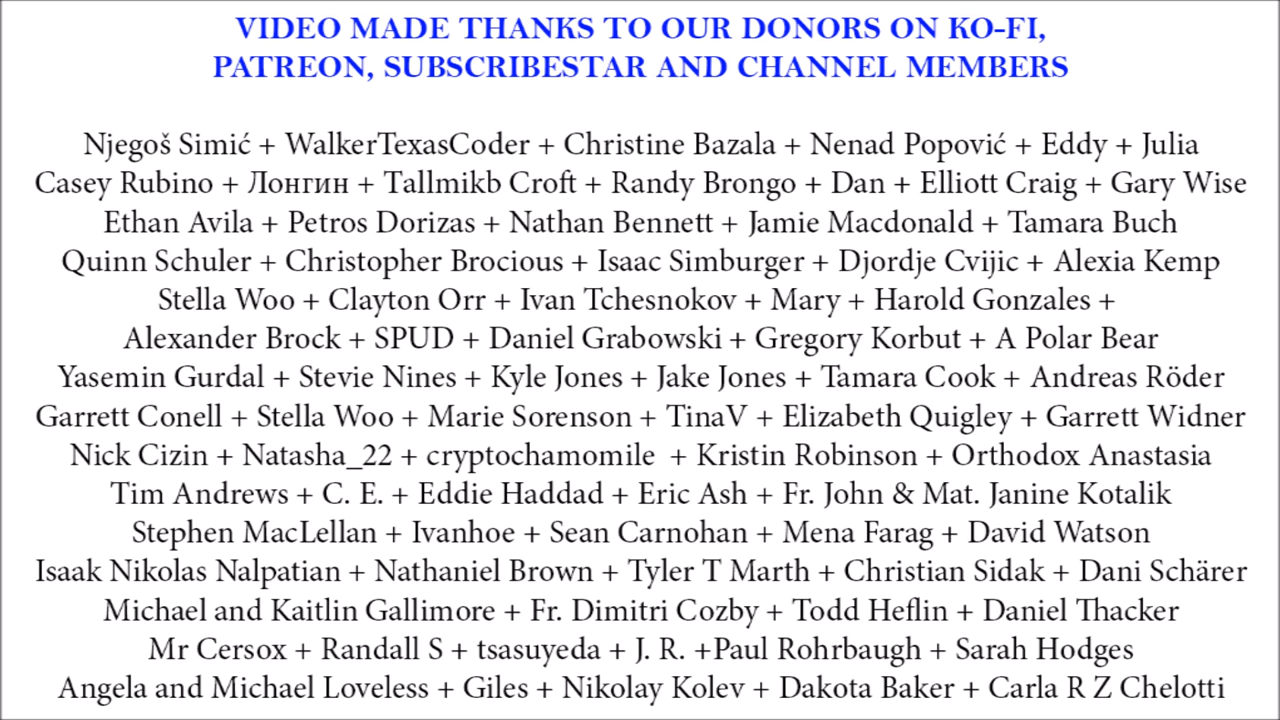 VIDEO MADE THANKS TO OUR DONORS ON KO-FI,
PATREON, SUBSCRIBESTAR AND CHANNEL MEMBERS
Njegoš Simić + WalkerTexasCoder + Christine Bazala + Nenad Popović + Eddy + Julia
Casey Rubino + Лонгин + Tallmikb Croft + Randy Brongo + Dan + Elliott Craig + Gary Wise
Ethan Avila + Petros Dorizas + Nathan Bennett + Jamie Macdonald + Tamara Buch
Quinn Schuler + Christopher Brocious + Isaac Simburger + Djordje Cvijic + Alexia Kemp
Stella Woo + Clayton Orr + Ivan Tchesnokov + Mary + Harold Gonzales +
Alexander Brock + SPUD + Daniel Grabowski + Gregory Korbut + A Polar Bear
Yasemin Gurdal + Stevie Nines + Kyle Jones + Jake Jones + Tamara Cook + Andreas Röder
Garrett Conell + Stella Woo + Marie Sorenson + TinaV + Elizabeth Quigley + Garrett Widner
Nick Cizin + Natasha_22 + cryptochamomile + Kristin Robinson + Orthodox Anastasia
Tim Andrews + C. E. + Eddie Haddad + Eric Ash + Fr. John & Mat. Janine Kotalik
Stephen MacLellan + Ivanhoe + Sean Carnohan + Mena Farag + David Watson
Isaak Nikolas Nalpatian + Nathaniel Brown + Tyler T Marth + Christian Sidak + Dani Schärer
Michael and Kaitlin Gallimore + Fr. Dimitri Cozby + Todd Heflin + Daniel Thacker
Mr Cersox + Randall S + tsasuyeda + J. R. +Paul Rohrbaugh + Sarah Hodges
Angela and Michael Loveless + Giles + Nikolay Kolev + Dakota Baker + Carla R Z Chelotti